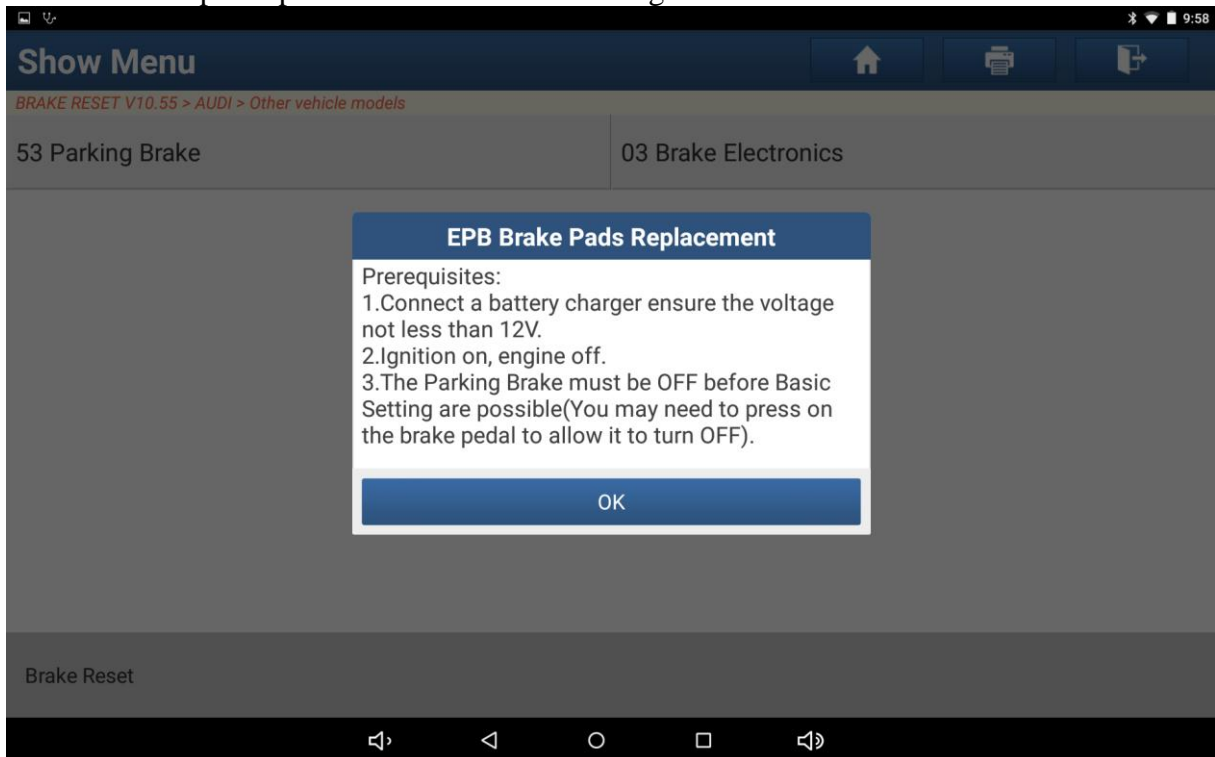 9:58
Show Menu
BRAKE RESET V10.55 > AUDI > Other vehicle models
53 Parking Brake
03 Brake Electronics
EPB Brake Pads Replacement
Prerequisites:
1.Connect a battery charger ensure the voltage
not less than 12V.
2.Ignition on, engine off.
3.The Parking Brake must be OFF before Basic
Setting are possible(You may need to press on
the brake pedal to allow it to turn OFF).
OK
Brake Reset